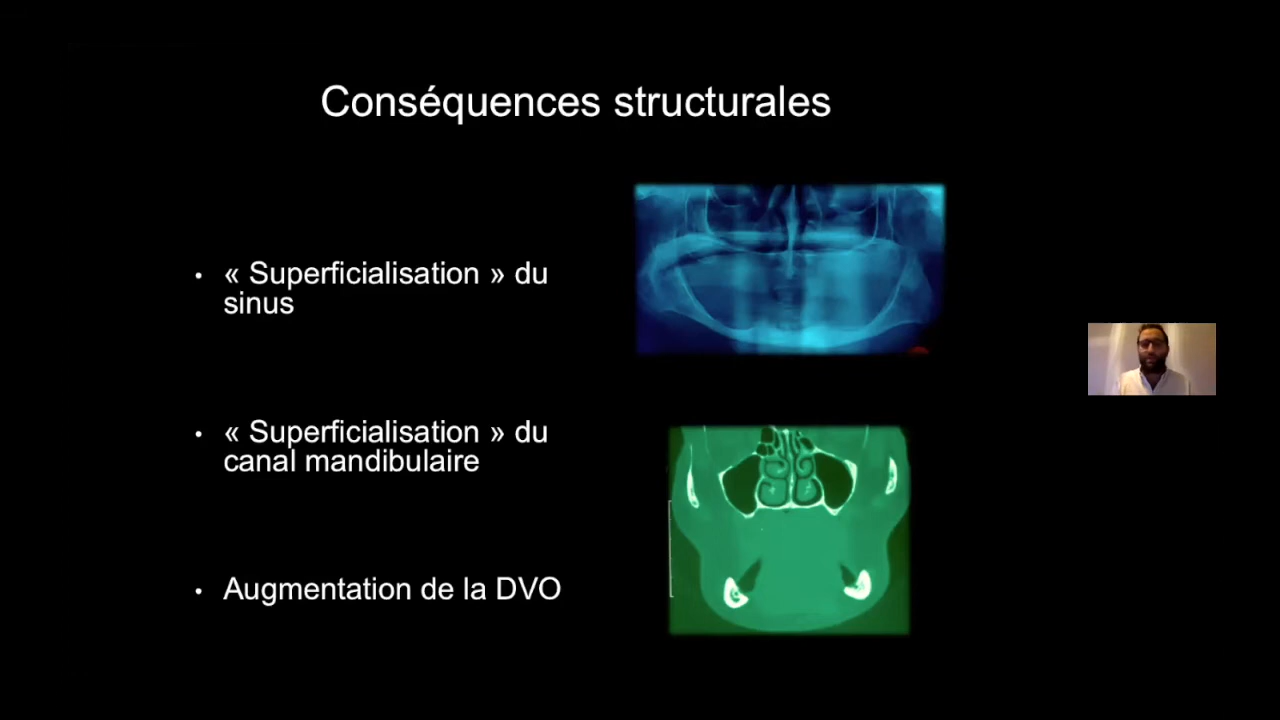 Conséquences structurales
• « Superficialisation » du
sinus
• « Superficialisation » du
canal mandibulaire
• Augmentation de la DVO